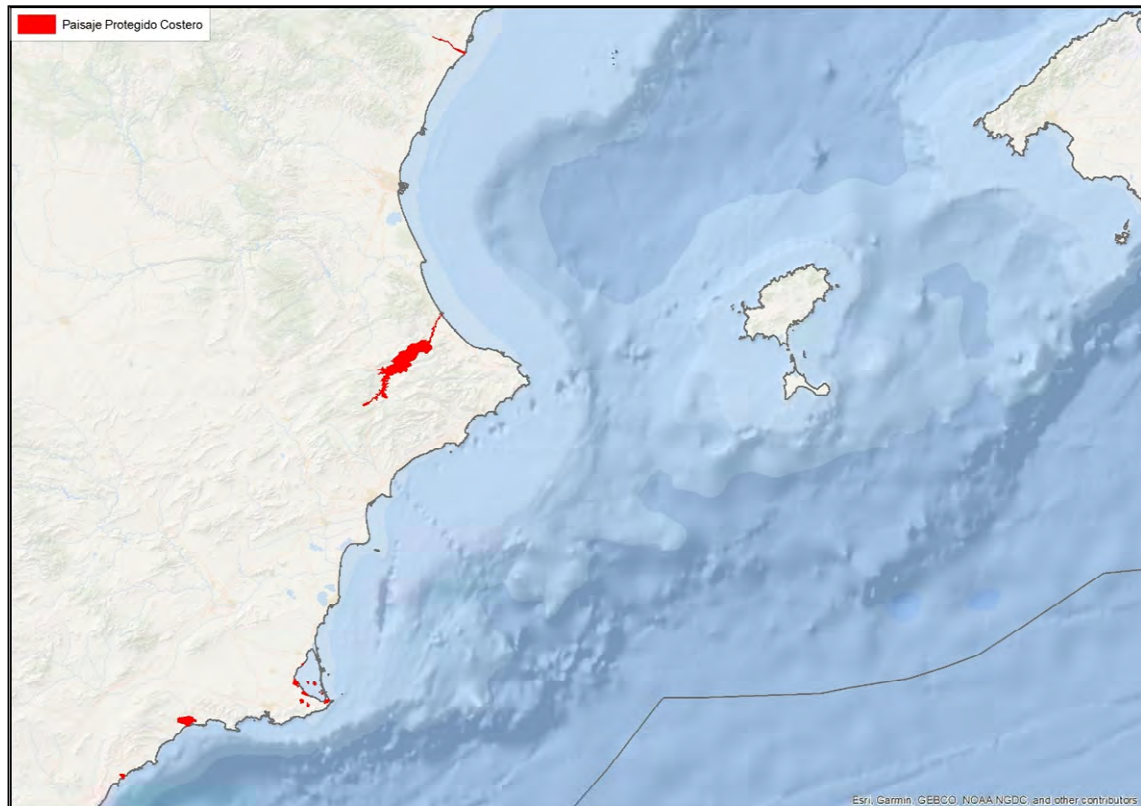 Paisaje Protegido Costero
Esri, Garmin, GEBCO, NOAA NGDC, and other contributors